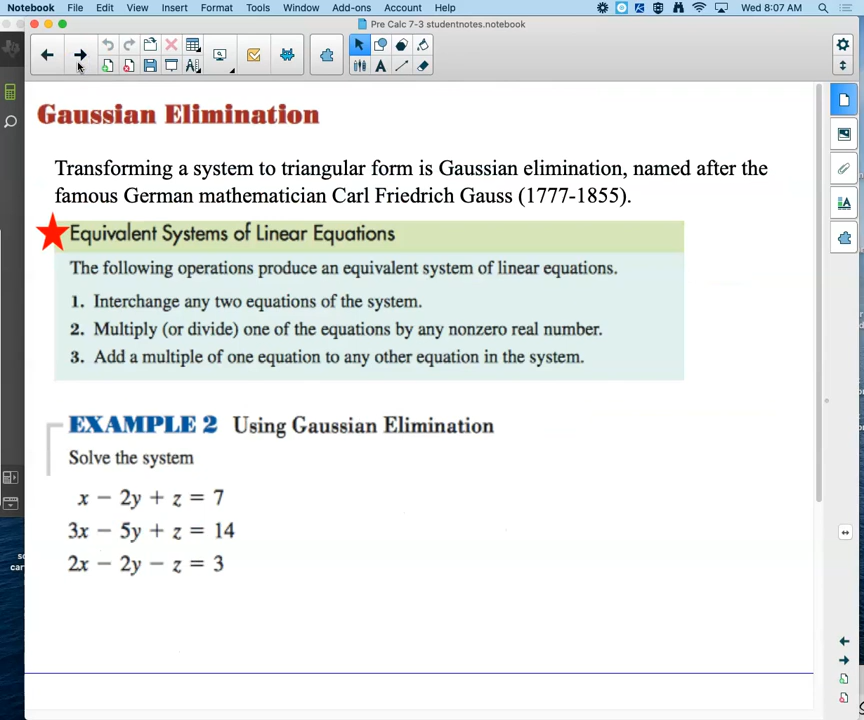 Notebook File Edit View Insert Format Tools Window Add-ons Account Help Wed 8:07 AM
Pre Calc 7-3 studentnotes.notebook
Gaussian Elimination
Transforming a system to triangular form is Gaussian elimination, named after the
famous German mathematician Carl Friedrich Gauss (1777-1855).
Equivalent Systems of Linear Equations
The following operations produce an equivalent system of linear equations.
1. Interchange any two equations of the system.
2. Multiply (or divide) one of the equations by any nonzero real number.
3. Add a multiple of one equation to any other equation in the system.
EXAMPLE 2 Using Gaussian Elimination
Solve the system
x − 2y + z = 7
3x − 5y + z = 14
2x − 2y − z = 3